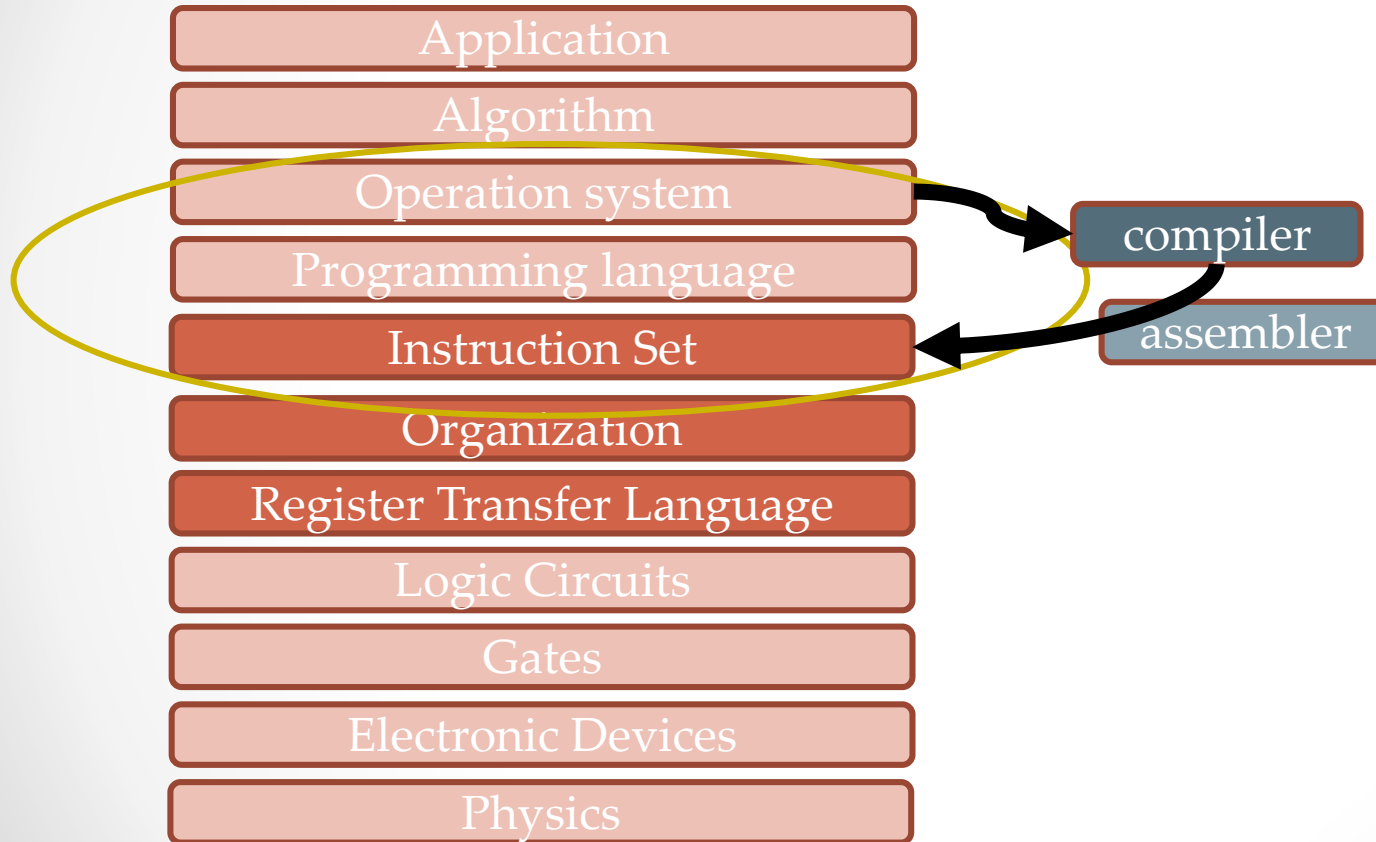 Application
Algorithm
Operation system
Programming language
Instruction Set
Organization
Register Transfer Language
Logic Circuits
Gates
Electronic Devices
Physics
compiler
assembler